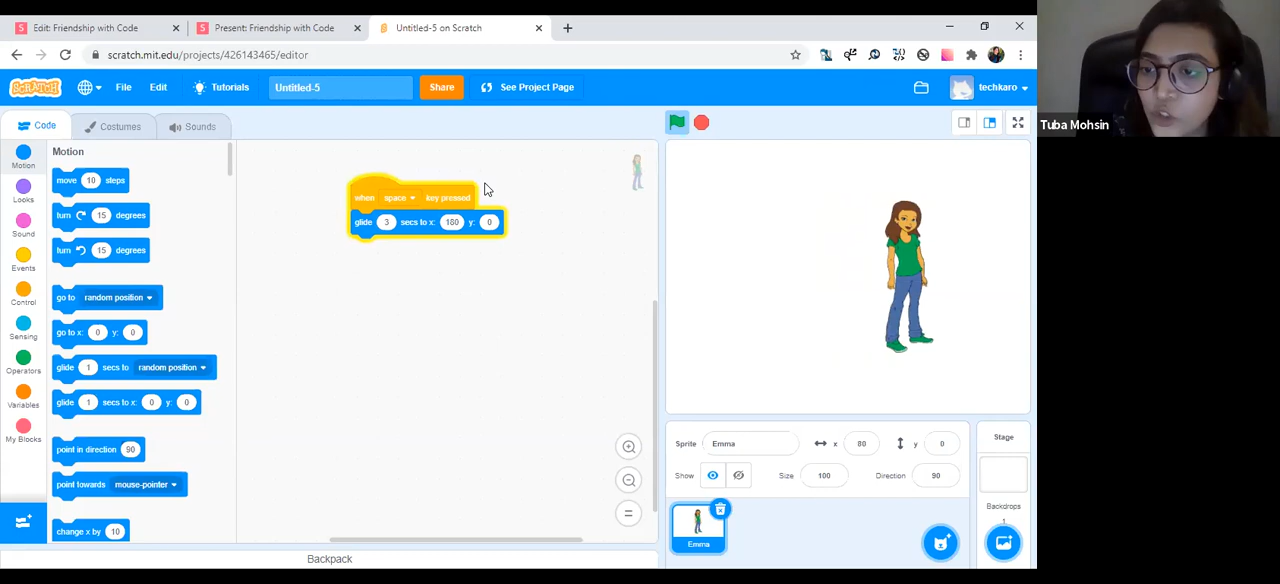 Edit: Friendship with Code
Present: Friendship with Code
Untitled-5 on Scratch
scratch.mit.edu/projects/426143465/editor
SCRATCH
File
Edit
Tutorials
Untitled-5
Share
See Project Page
techkaro
Tuba Mohsin
Code
Costumes
Sounds
Motion
Motion
Looks
Sound
Events
Control
Sensing
Operators
Variables
My Blocks
move 10 steps
turn 15 degrees
turn 15 degrees
go to random position
go to x: 0 y: 0
glide 1 secs to random position
glide 1 secs to x: 0 y: 0
point in direction 90
point towards mouse-pointer
change x by 10
when space key pressed
glide 3 secs to x: 180 y: 0
Sprite Emma x 80 y 0
Show Size 100 Direction 90
Emma
Stage
Backdrops
1
Backpack